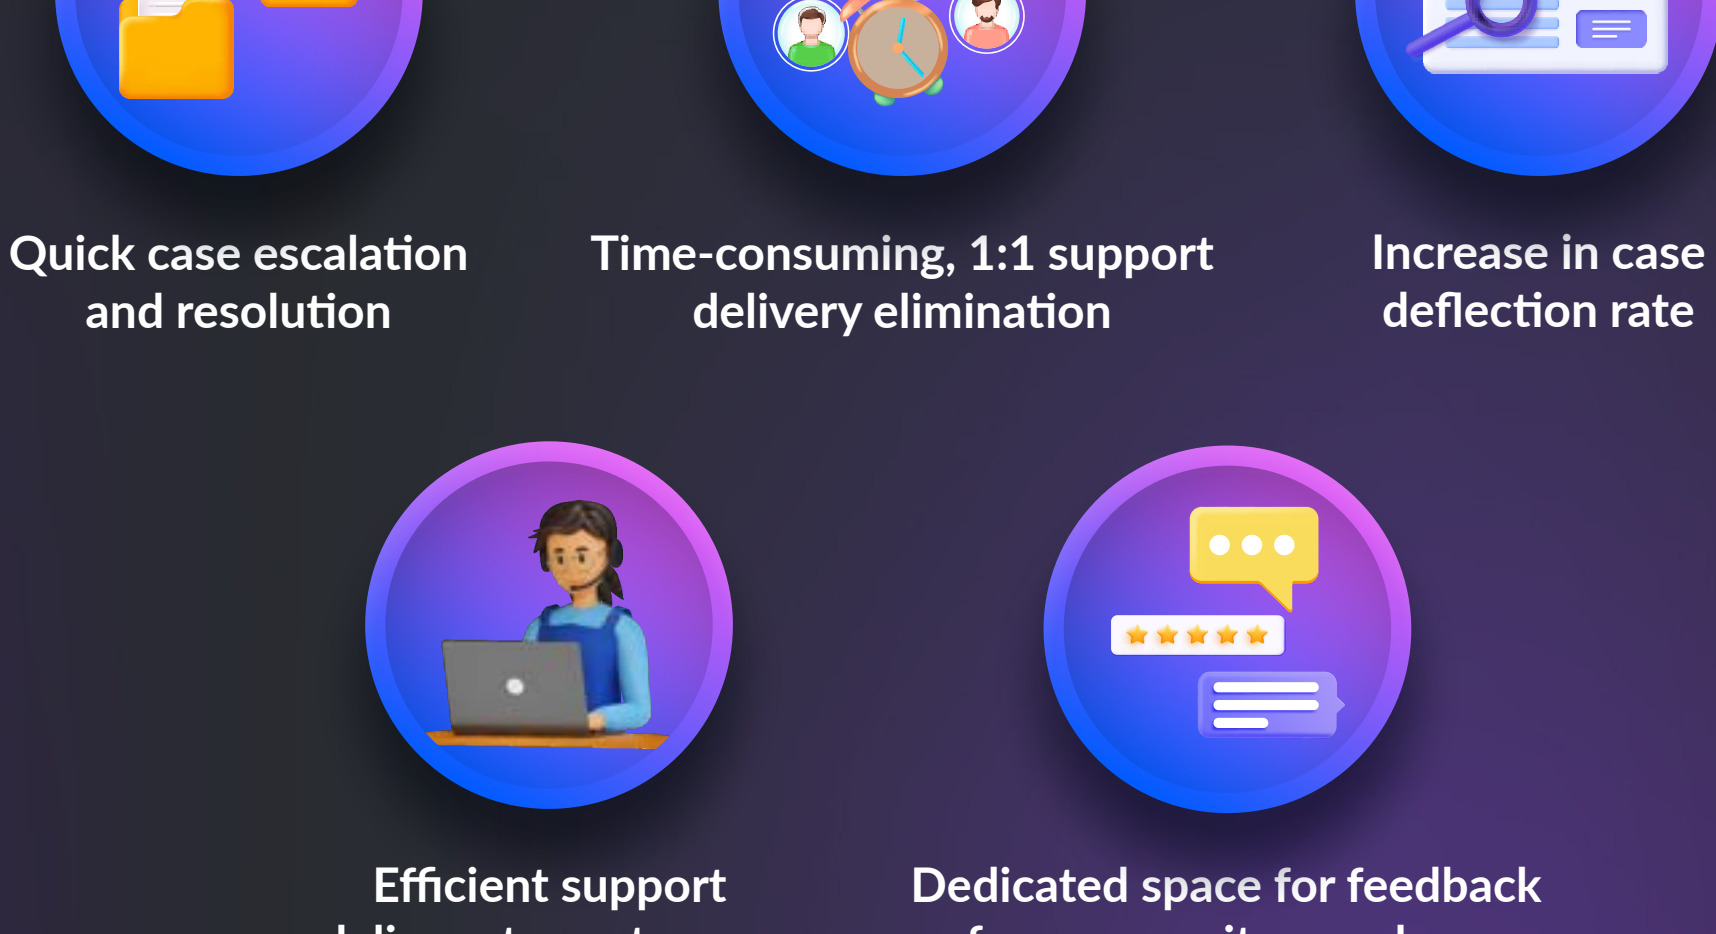 Quick case escalation
and resolution
Time-consuming, 1:1 support
delivery elimination
Increase in case
deflection rate
Efficient support
Dedicated space for feedback